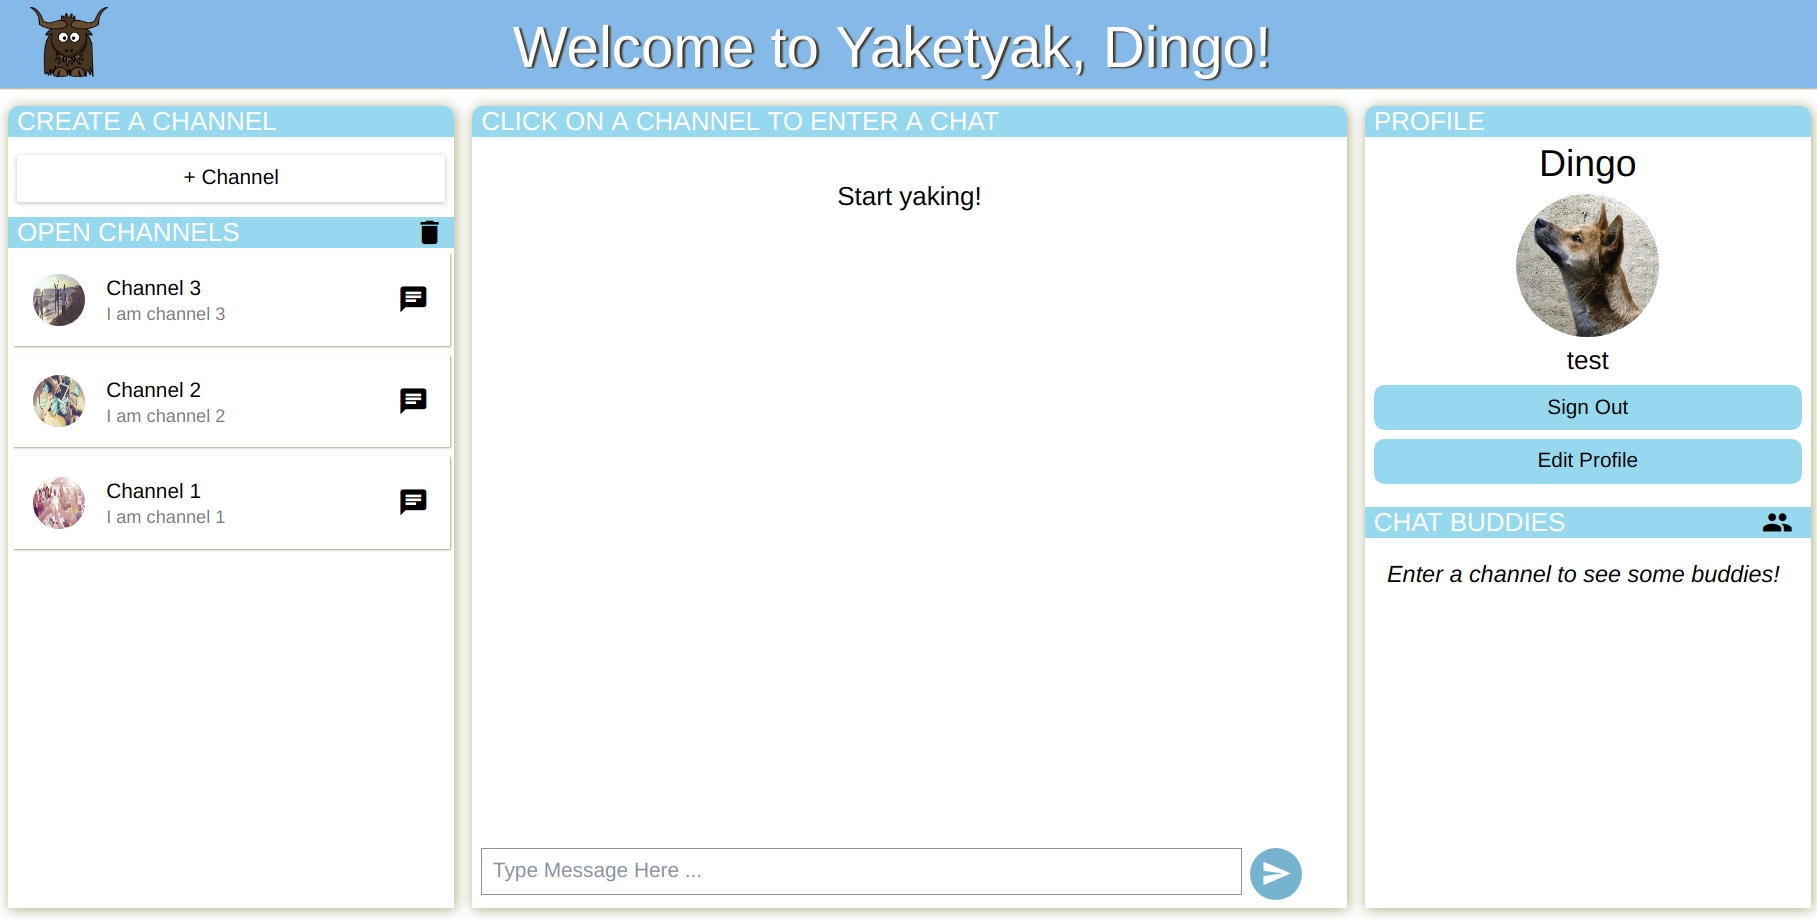 Welcome to Yaketyak, Dingo!
CREATE A CHANNEL
+ Channel
OPEN CHANNELS
Channel 3
I am channel 3
Channel 2
I am channel 2
Channel 1
I am channel 1
CLICK ON A CHANNEL TO ENTER A CHAT
Start yaking!
Type Message Here ...
PROFILE
Dingo
test
Sign Out
Edit Profile
CHAT BUDDIES
Enter a channel to see some buddies!